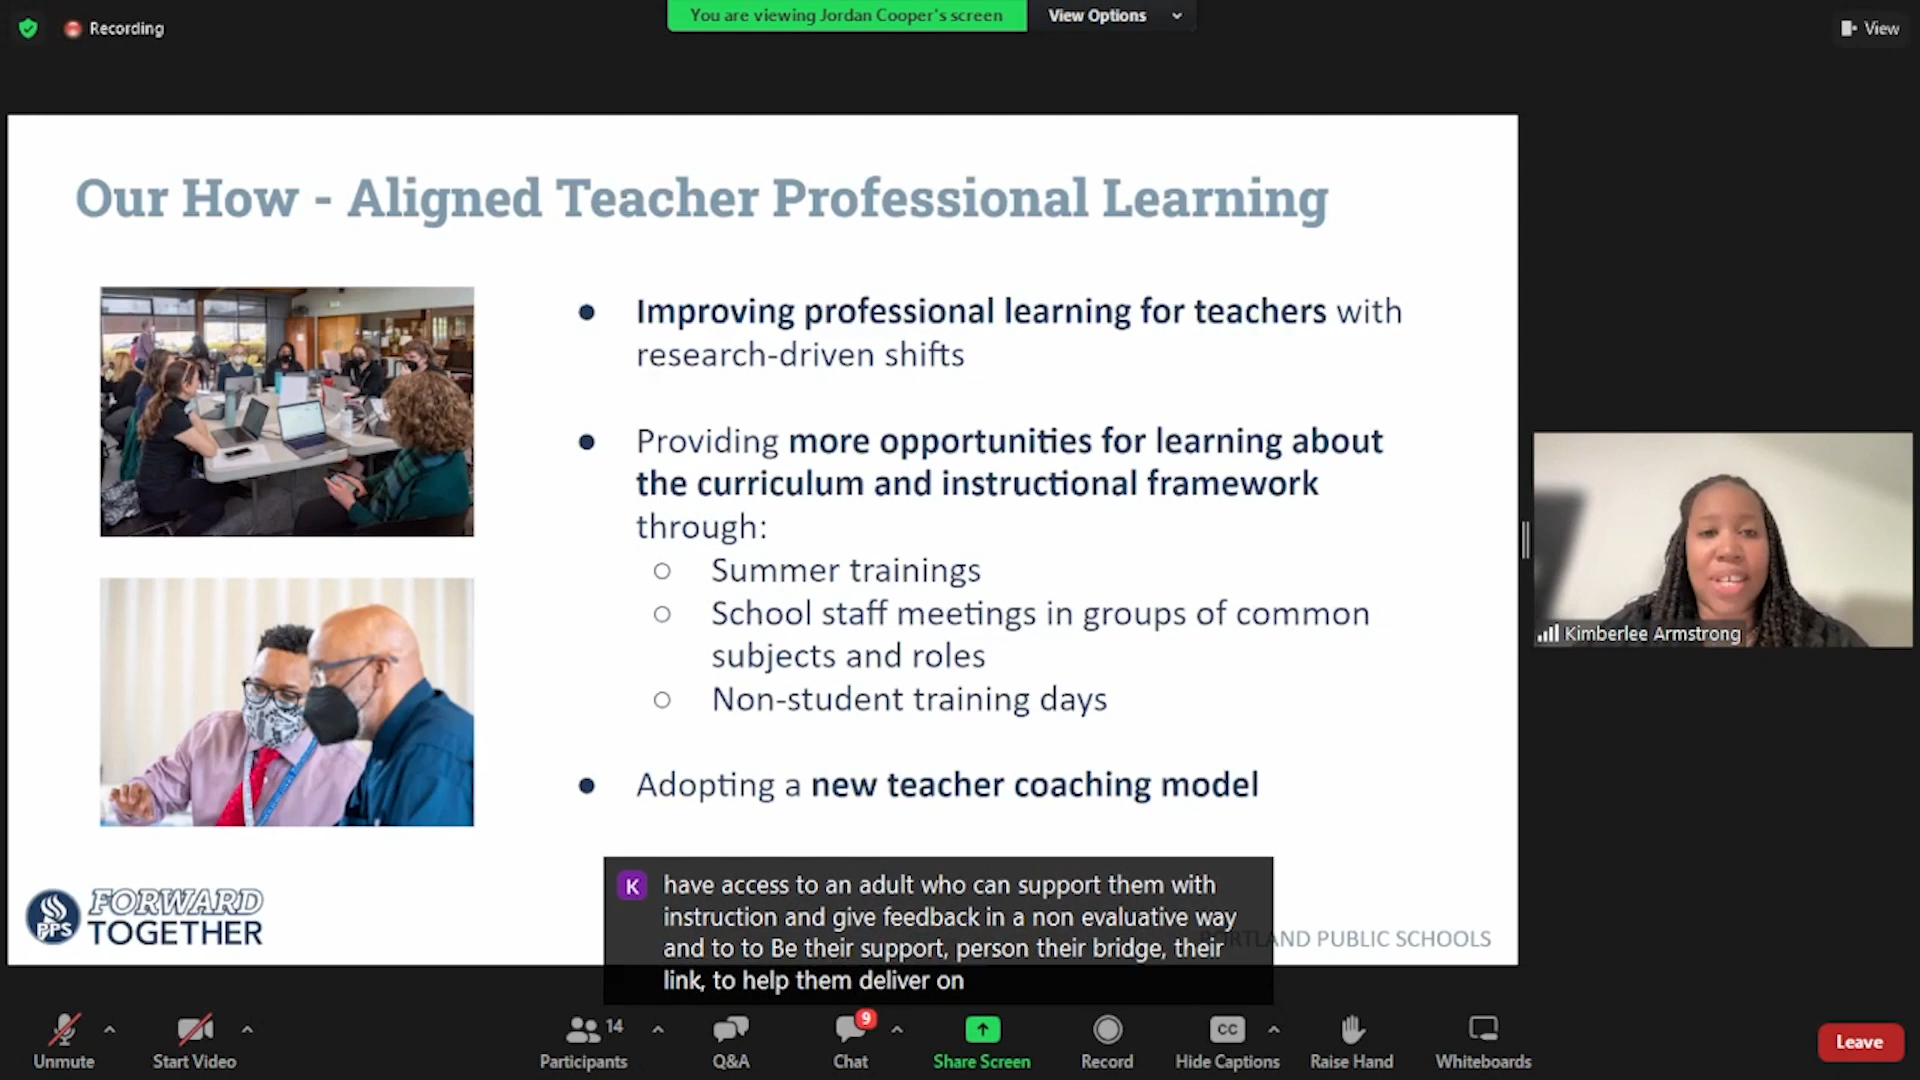 Recording
You are viewing Jordan Cooper's screen
View Options
View
Our How - Aligned Teacher Professional Learning
● Improving professional learning for teachers with
research-driven shifts
● Providing more opportunities for learning about
the curriculum and instructional framework
through:
○ Summer trainings
○ School staff meetings in groups of common
subjects and roles
○ Non-student training days
● Adopting a new teacher coaching model
Kimberlee Armstrong
PPS
FORWARD
TOGETHER
PORTLAND PUBLIC SCHOOLS
K
have access to an adult who can support them with
instruction and give feedback in a non evaluative way
and to to Be their support, person their bridge, their
link, to help them deliver on
Unmute
Start Video
14
Participants
Q&A
9
Chat
Share Screen
Record
CC
Hide Captions
Raise Hand
Whiteboards
Leave